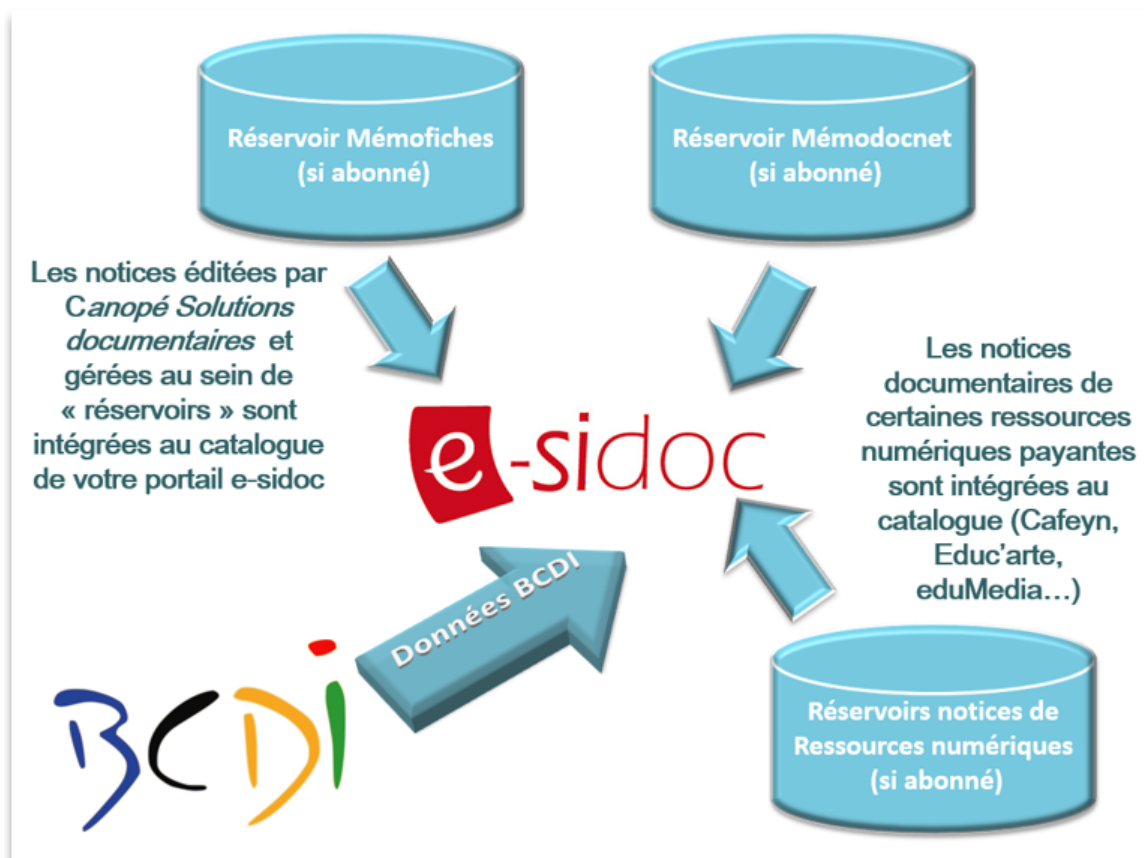 Réservoir Mémofiches
(si abonné)
Réservoir Mémodocnet
(si abonné)
Les notices éditées par
Canopé Solutions
documentaires et
gérées au sein de
« réservoirs » sont
intégrées au catalogue
de votre portail e-sidoc
e-sidoc
Les notices
documentaires de
certaines ressources
numériques payantes
sont intégrées au
catalogue (Cafeyn,
Educ’arte,
eduMedia…)
Données BCDI
BCDI
Réservoirs notices de
Ressources numériques
(si abonné)